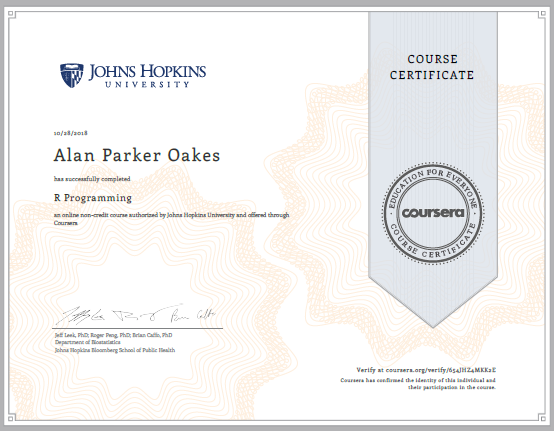 JOHNS HOPKINS
UNIVERSITY
COURSE
CERTIFICATE
10/28/2018
Alan Parker Oakes
has successfully completed
R Programming
an online non-credit course authorized by Johns Hopkins University and offered through
Coursera
EDUCATION FOR EVERYONE
coursera
COURSE CERTIFICATE
Jeff Leek, PhD; Roger Peng, PhD; Brian Caffo, PhD
Department of Biostatistics
Johns Hopkins Bloomberg School of Public Health
Verify at coursera.org/verify/654JHZ4MKK2E
Coursera has confirmed the identity of this individual and
their participation in the course.